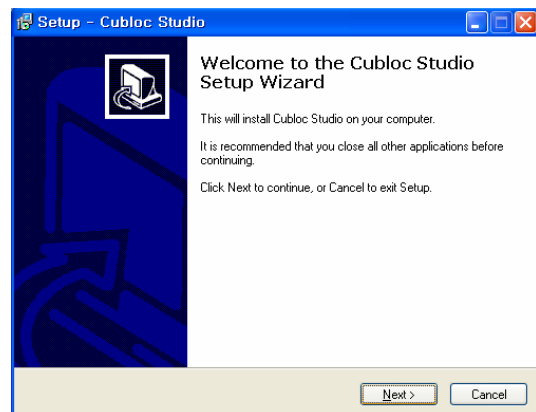 Setup - Cubloc Studio
Welcome to the Cubloc Studio
Setup Wizard
This will install Cubloc Studio on your computer.
It is recommended that you close all other applications before
continuing.
Click Next to continue, or Cancel to exit Setup.
Next >
Cancel